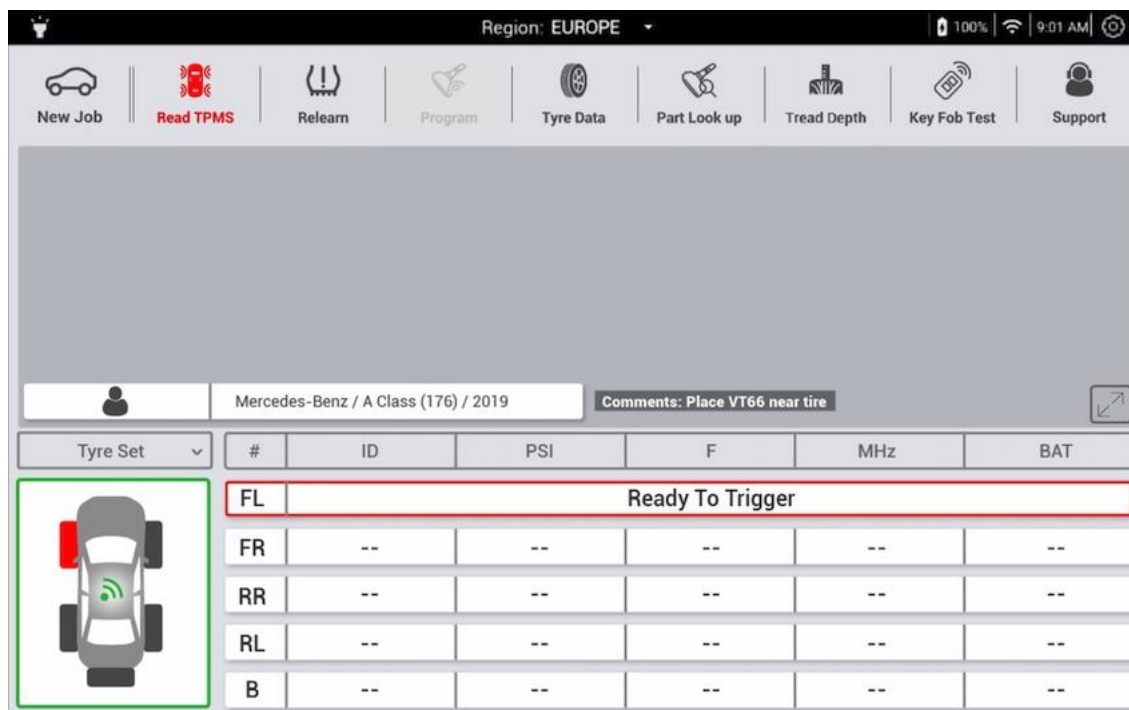 Region: EUROPE 100% 9:01 AM
New Job Read TPMS Relearn Program Tyre Data Part Look up Tread Depth Key Fob Test Support
Mercedes-Benz / A Class (176) / 2019 Comments: Place VT66 near tire
Tyre Set # ID PSI F MHz BAT
FL Ready To Trigger
FR -- -- -- -- --
RR -- -- -- -- --
RL -- -- -- -- --
B -- -- -- -- --